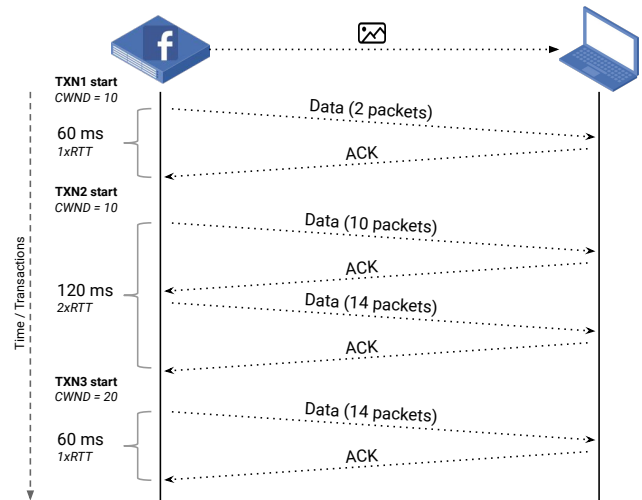 f
TXN1 start
CWND = 10
Data (2 packets)
60 ms
1xRTT
ACK
TXN2 start
CWND = 10
Data (10 packets)
ACK
120 ms
2xRTT
Data (14 packets)
ACK
Time / Transactions
TXN3 start
CWND = 20
Data (14 packets)
60 ms
1xRTT
ACK